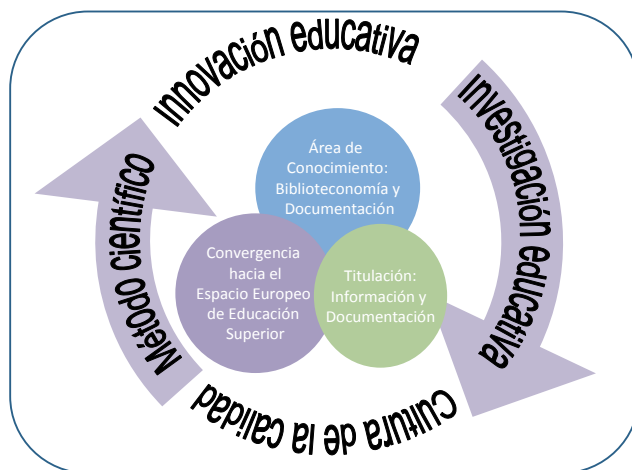 Innovación educativa
Investigación educativa
Área de
Conocimiento:
Biblioteconomía y
Documentación
Método científico
Convergencia
hacia el
Espacio Europeo
de Educación
Superior
Titulación:
Información y
Documentación
Cultura de la calidad